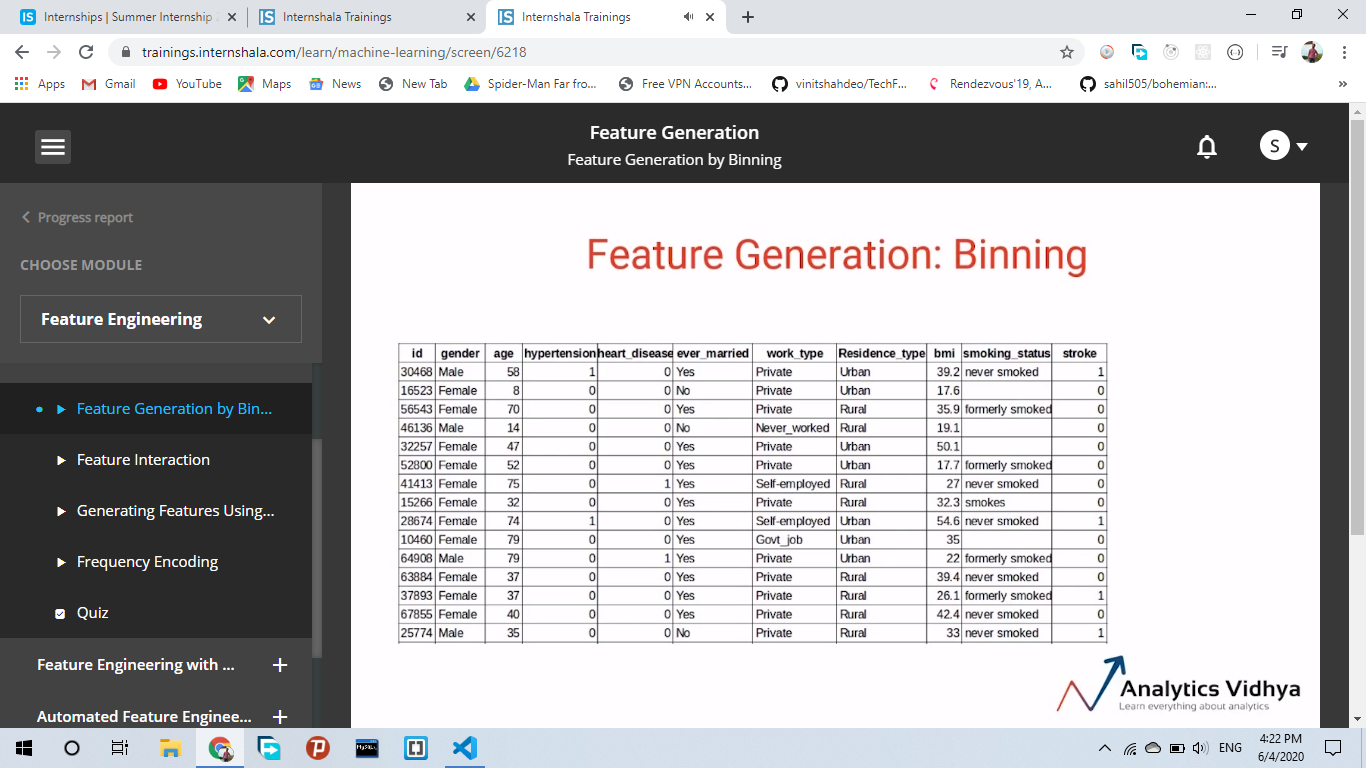 Internships | Summer Internship
Internshala Trainings
Internshala Trainings
trainings.internshala.com/learn/machine-learning/screen/6218
Apps Gmail YouTube Maps News New Tab Spider-Man Far fro... Free VPN Accounts... vinitshahdeo/TechF... Rendezvous'19, A... sahil505/bohemian:... »
Feature Generation
Feature Generation by Binning
S
Progress report
CHOOSE MODULE
Feature Engineering
Feature Generation by Bin...
Feature Interaction
Generating Features Using...
Frequency Encoding
Quiz
Feature Engineering with ... +
Automated Feature Enginee... +
Feature Generation: Binning
id gender age hypertension heart_disease ever_married work_type Residence_type bmi smoking_status stroke
30468 Male 58 1 0 Yes Private Urban 39.2 never smoked 1
16523 Female 8 0 0 No Private Urban 17.6 0
56543 Female 70 0 0 Yes Private Rural 35.9 formerly smoked 0
46136 Male 14 0 0 No Never_worked Rural 19.1 0
32257 Female 47 0 0 Yes Private Urban 50.1 0
52800 Female 52 0 0 Yes Private Urban 17.7 formerly smoked 0
41413 Female 75 0 1 Yes Self-employed Rural 27 never smoked 0
15266 Female 32 0 0 Yes Private Rural 32.3 smokes 0
28674 Female 74 1 0 Yes Self-employed Urban 54.6 never smoked 1
10460 Female 79 0 0 Yes Govt_job Urban 35 0
64908 Male 79 0 1 Yes Private Urban 22 formerly smoked 0
63884 Female 37 0 0 Yes Private Rural 39.4 never smoked 0
37893 Female 37 0 0 Yes Private Rural 26.1 formerly smoked 1
67855 Female 40 0 0 Yes Private Rural 42.4 never smoked 0
25774 Male 35 0 0 No Private Rural 33 never smoked 1
Analytics Vidhya
Learn everything about analytics
ENG
4:22 PM
6/4/2020